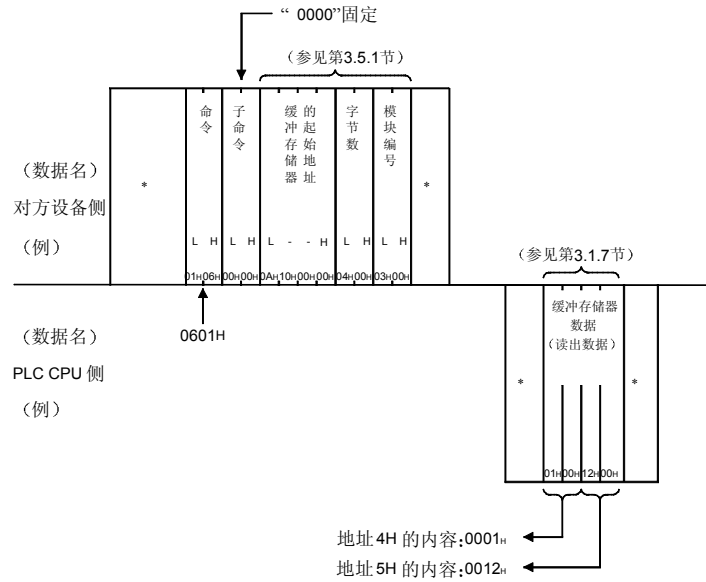 “ 0000”固定
（参见第3.5.1节）
命令
子命令
缓冲存储器
的起始地址
字节数
模块编号
（数据名）
*
*
对方设备侧
（例）
L H L H L - - H L H L H
01H 06H 00H 00H 0AH 10H 00H 00H 04H 00H 03H 00H
（参见第3.1.7节）
（数据名）
0601H
缓冲存储器
数据
（读出数据）
PLC CPU 侧
*
*
（例）
01H 00H 12H 00H
地址4H 的内容:0001H
地址5H 的内容:0012H